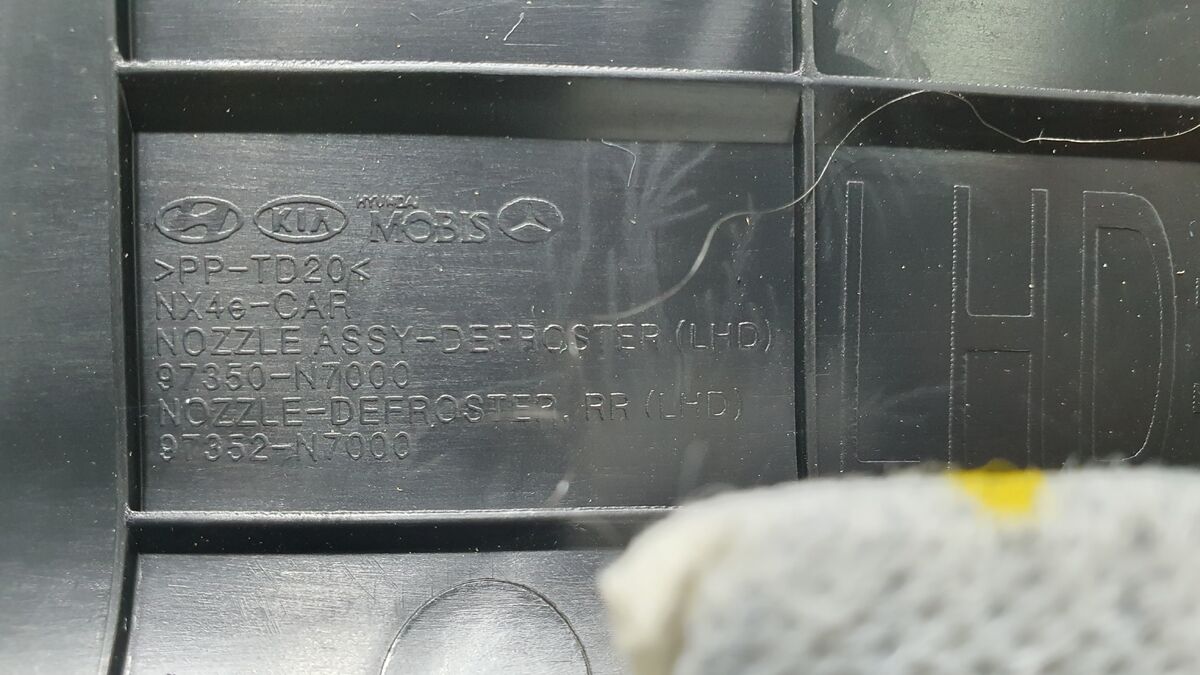 KIA HYUNDAI MOBIS
>PP-TD20<
NX4e-CAR
NOZZLE ASSY-DEFROSTER (LHD)
97350-N7000
NOZZLE-DEFROSTER, RR (LHD)
97352-N7000
LHD